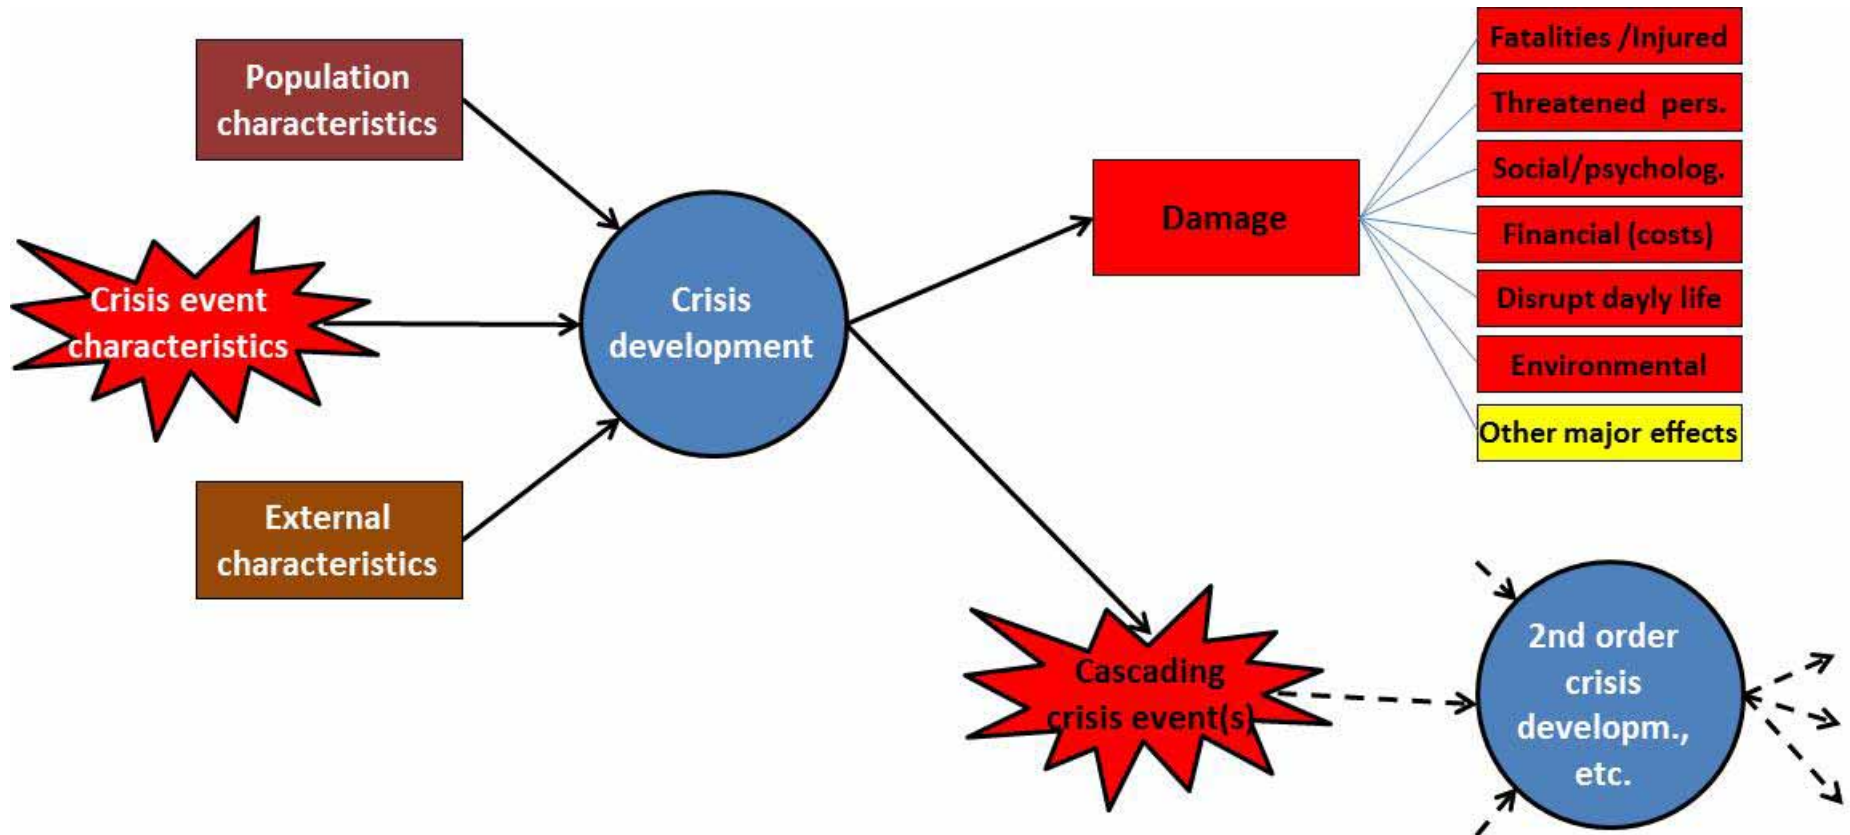 Population
characteristics
Crisis event
characteristics
External
characteristics
Crisis
development
Damage
Fatalities /Injured
Threatened pers.
Social/psycholog.
Financial (costs)
Disrupt dayly life
Environmental
Other major effects
Cascading
crisis event(s)
2nd order
crisis
developm.,
etc.